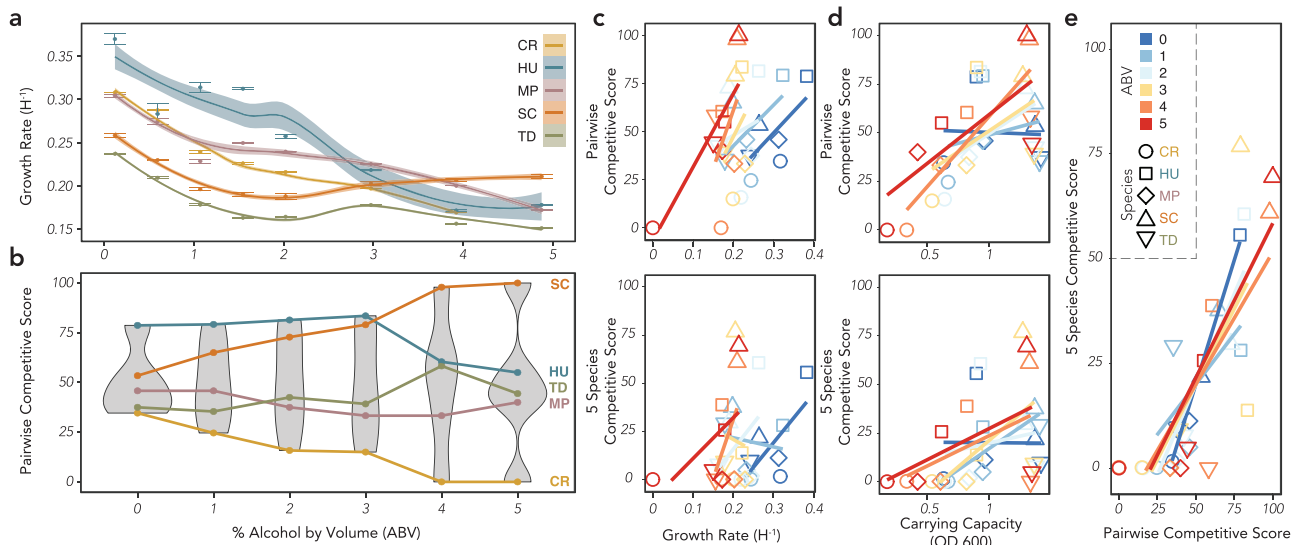 a
Growth Rate (H-1)
0.35
0.30
0.25
0.20
0.15
0
1
2
3
4
5
CR
HU
MP
SC
TD
b
Pairwise Competitive Score
100
75
50
25
0
SC
HU
TD
MP
CR
0
1
2
3
4
5
% Alcohol by Volume (ABV)
c
Pairwise
Competitive Score
100
75
50
25
0
0
0.1
0.2
0.3
0.4
5 Species
Competitive Score
100
75
50
25
0
0
0.1
0.2
0.3
0.4
Growth Rate (H-1)
d
Pairwise
Competitive Score
100
75
50
25
0
0.5
1
5 Species
Competitive Score
100
75
50
25
0
0.5
1
Carrying Capacity
(OD 600)
e
5 Species Competitive Score
100
75
50
25
0
ABV
0
1
2
3
4
5
Species
CR
HU
MP
SC
TD
0
25
50
75
100
Pairwise Competitive Score